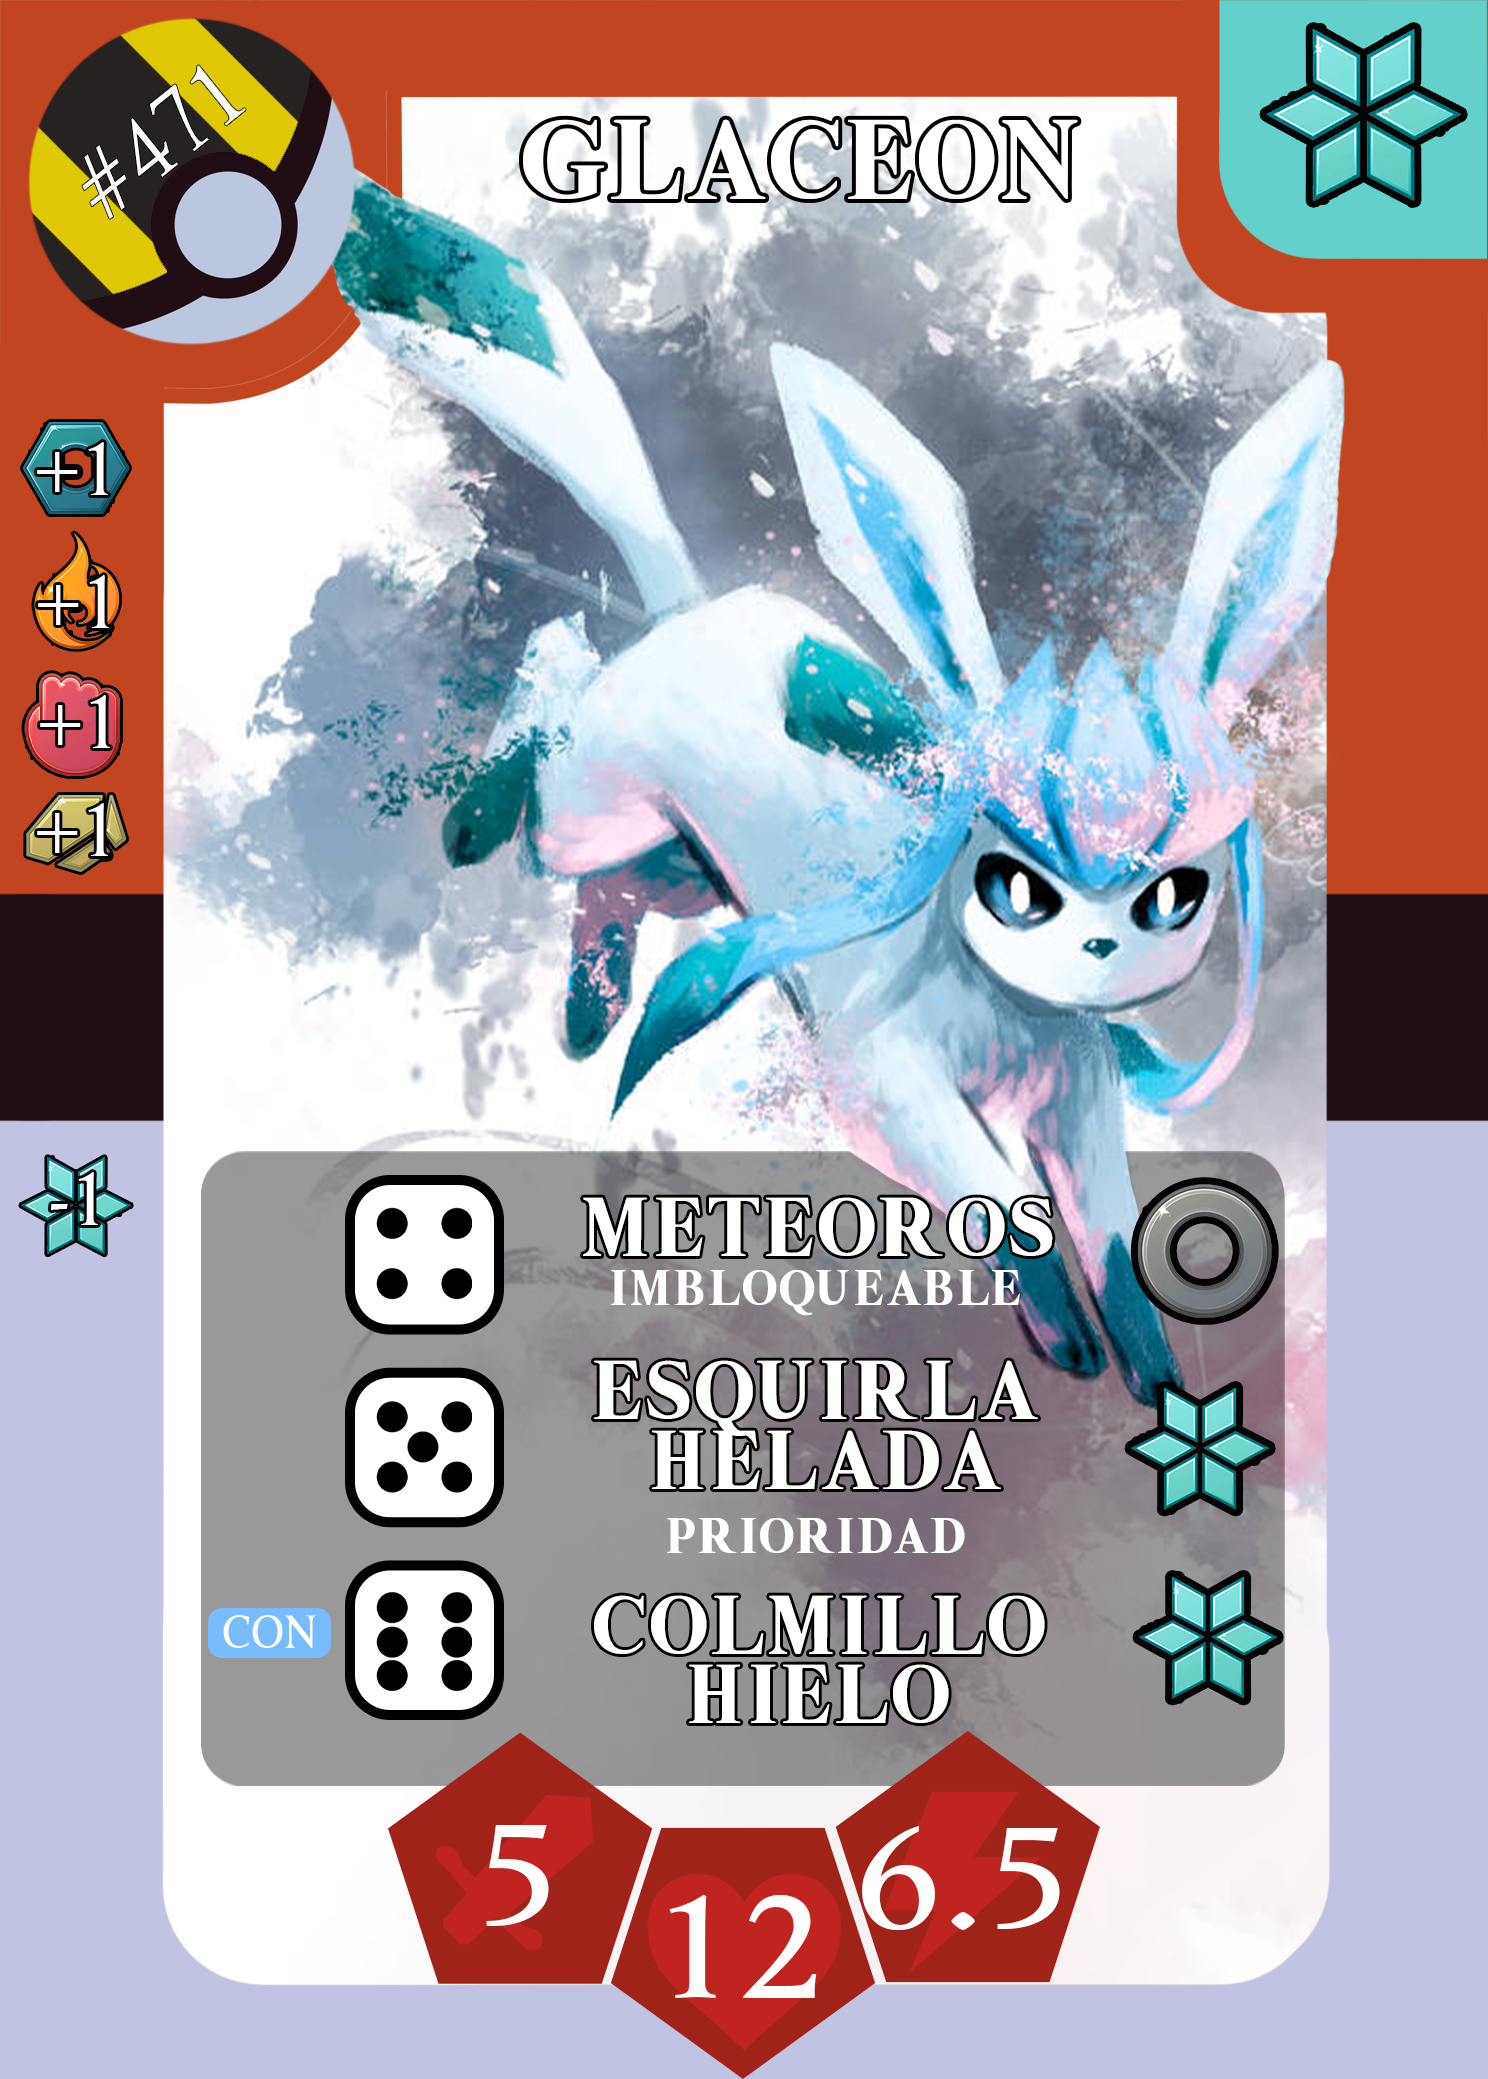 #471
GLACEON
+1
+1
+1
+1
-1
METEOROS
IMBLOQUEABLE
ESQUIRLA
HELADA
PRIORIDAD
CON
COLMILLO
HIELO
5
12
6.5